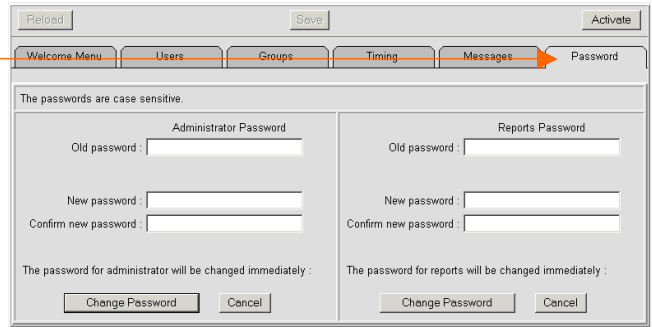 Reload Save Activate
Welcome Menu Users Groups Timing Messages Password
The passwords are case sensitive.
Administrator Password
Old password :
New password :
Confirm new password :
The password for administrator will be changed immediately :
Change Password Cancel
Reports Password
Old password :
New password :
Confirm new password :
The password for reports will be changed immediately :
Change Password Cancel